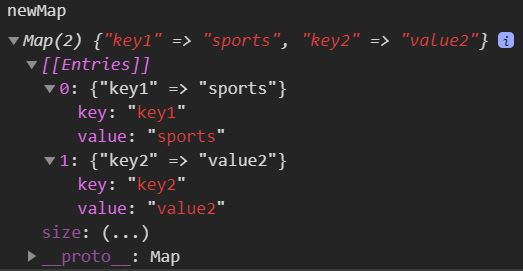 newMap
Map(2) {"key1" => "sports", "key2" => "value2"} i
[[Entries]]
0: {"key1" => "sports"}
key: "key1"
value: "sports"
1: {"key2" => "value2"}
key: "key2"
value: "value2"
size: (...)
__proto__: Map